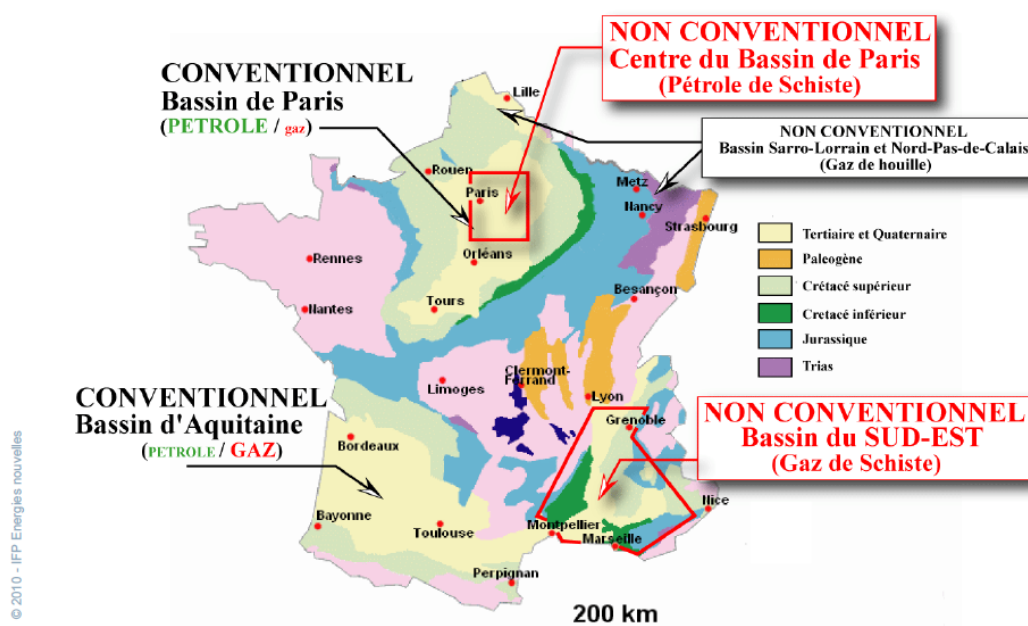 NON CONVENTIONNEL
Centre du Bassin de Paris
(Pétrole de Schiste)
CONVENTIONNEL
Bassin de Paris
(PETROLE / gaz)
NON CONVENTIONNEL
Bassin Sarro-Lorrain et Nord-Pas-de-Calais
(Gaz de houille)
Lille
Rouen
Paris
Metz
Nancy
Strasbourg
Orléans
Rennes
Nantes
Tours
Besançon
Tertiaire et Quaternaire
Paleogène
Crétacé supérieur
Cretacé inférieur
Jurassique
Trias
Limoges
Clermont-
Ferrand
Lyon
Grenoble
CONVENTIONNEL
Bassin d'Aquitaine
(PETROLE / GAZ)
NON CONVENTIONNEL
Bassin du SUD-EST
(Gaz de Schiste)
Bordeaux
Bayonne
Toulouse
Montpellier
Marseille
Nice
Perpignan
200 km
© 2010 - IFP Energies nouvelles